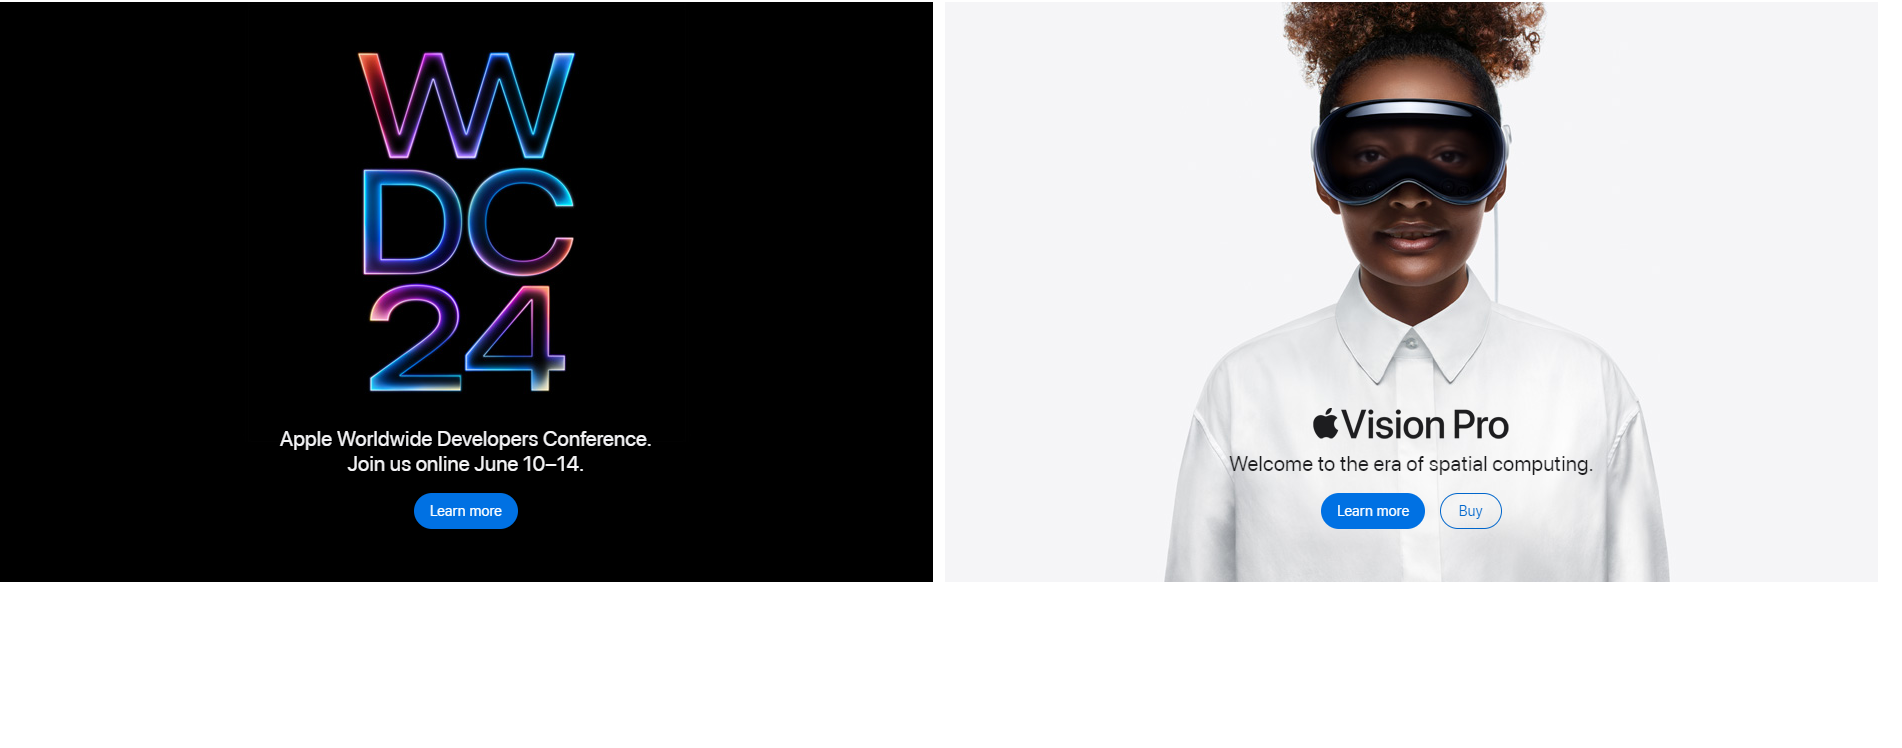 WW
DC
24
Apple Worldwide Developers Conference.
Join us online June 10–14.
Learn more
Vision Pro
Welcome to the era of spatial computing.
Learn more
Buy